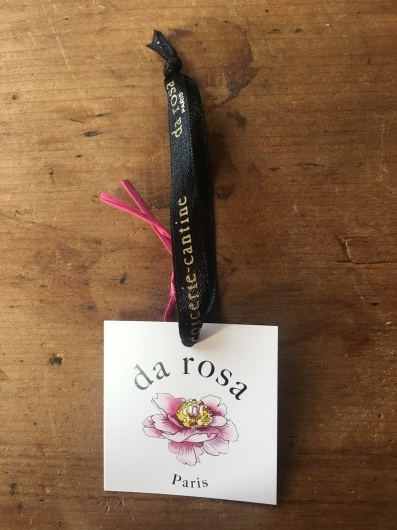 da rosa
PARIS
picerie-cantine
da rosa
Paris